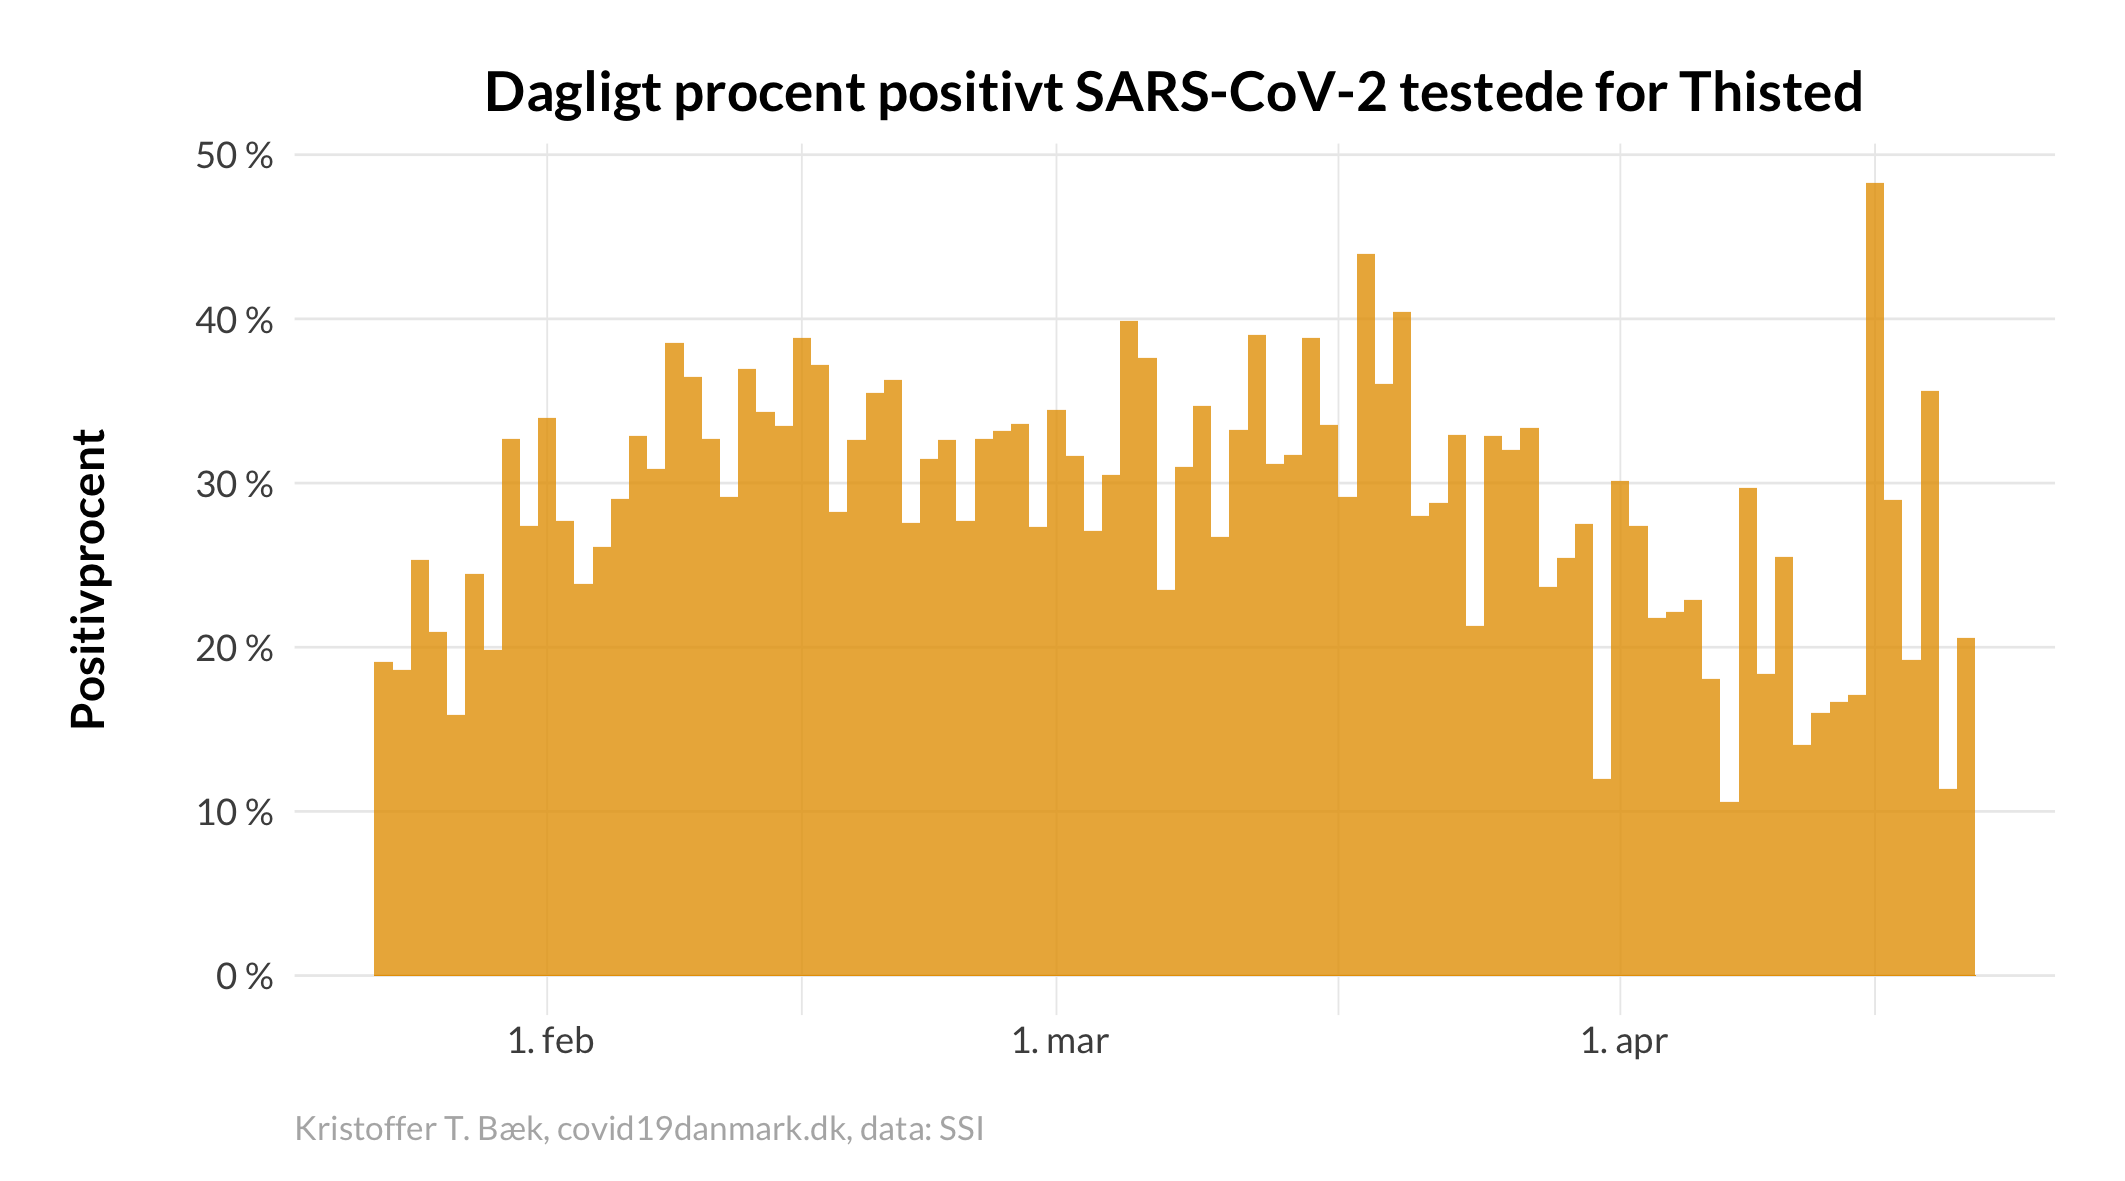 Dagligt procent positivt SARS-CoV-2 testede for Thisted
Positivprocent
50 %
40 %
30 %
20 %
10 %
0 %
1. feb
1. mar
1. apr
Kristoffer T. Bæk, covid19danmark.dk, data: SSI